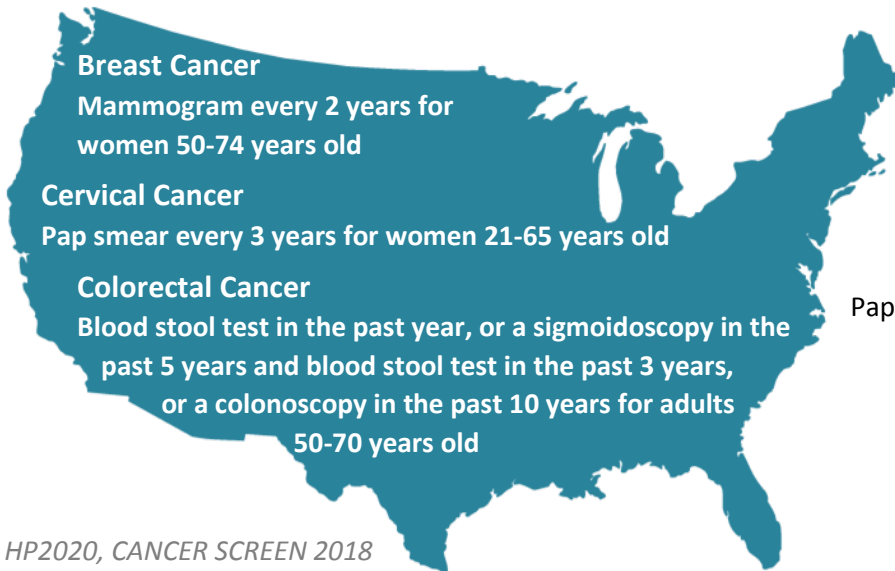 Breast Cancer
Mammogram every 2 years for
women 50-74 years old
Cervical Cancer
Pap smear every 3 years for women 21-65 years old
Colorectal Cancer
Blood stool test in the past year, or a sigmoidoscopy in the
past 5 years and blood stool test in the past 3 years,
or a colonoscopy in the past 10 years for adults
50-70 years old
Pap
HP2020, CANCER SCREEN 2018